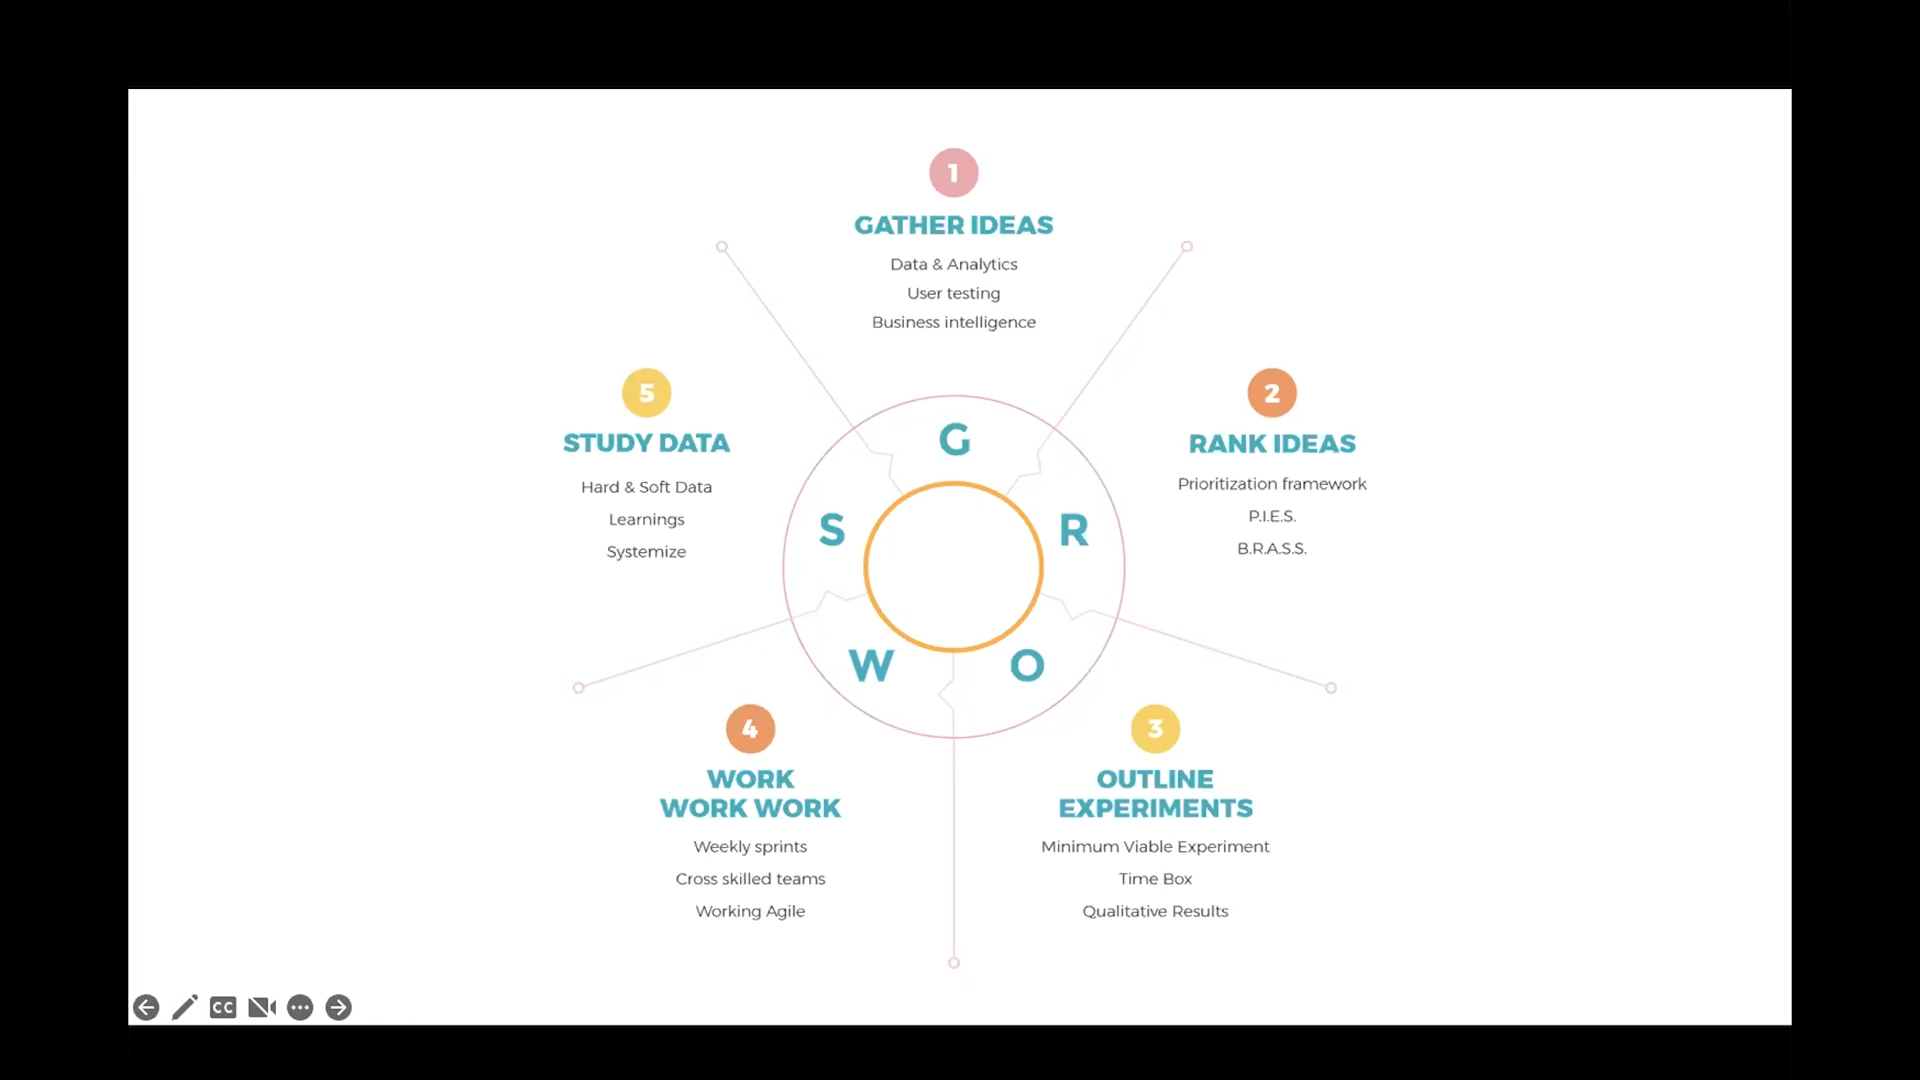 1
GATHER IDEAS
Data & Analytics
User testing
Business intelligence
2
RANK IDEAS
Prioritization framework
P.I.E.S.
B.R.A.S.S.
3
OUTLINE
EXPERIMENTS
Minimum Viable Experiment
Time Box
Qualitative Results
4
WORK
WORK WORK
Weekly sprints
Cross skilled teams
Working Agile
5
STUDY DATA
Hard & Soft Data
Learnings
Systemize
G
R
O
W
S
CC